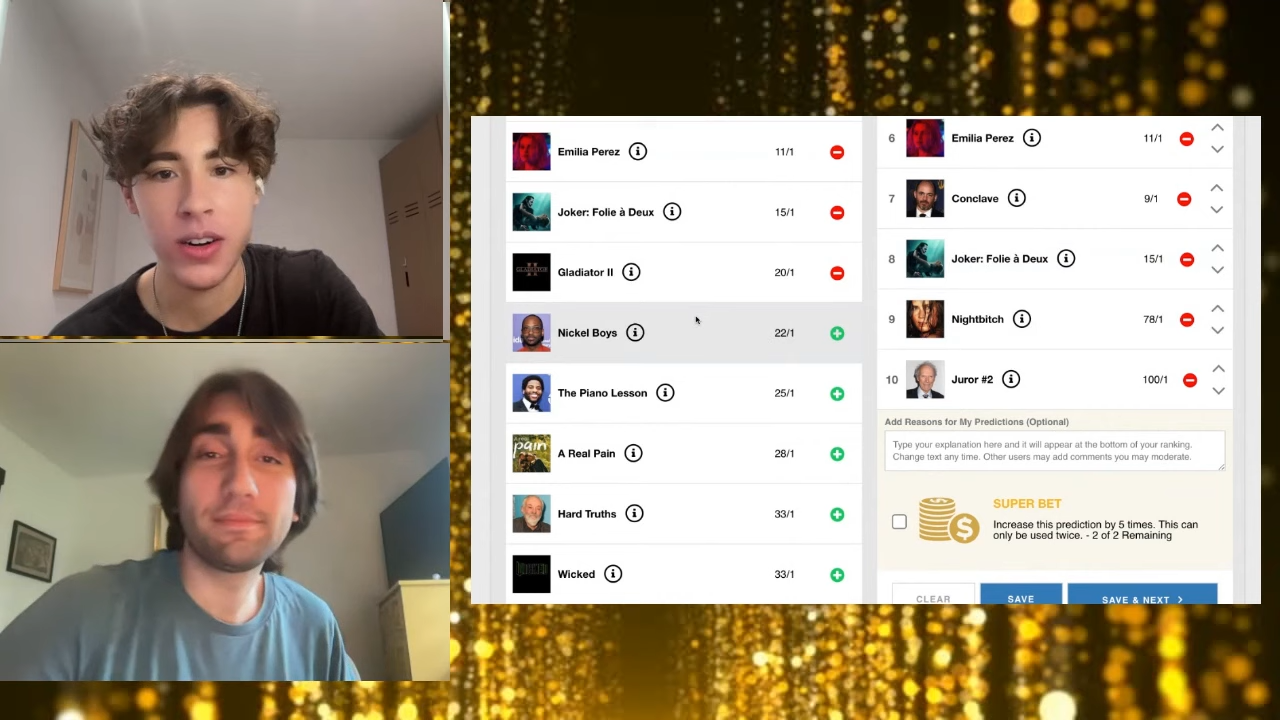 Emilia Perez 11/1
Joker: Folie à Deux 15/1
GLADIATOR
Gladiator II 20/1
Nickel Boys 22/1
The Piano Lesson 25/1
pain
A Real Pain 28/1
Hard Truths 33/1
Wicked 33/1
6 Emilia Perez 11/1
7 Conclave 9/1
8 Joker: Folie à Deux 15/1
9 Nightbitch 78/1
10 Juror #2 100/1
Add Reasons for My Predictions (Optional)
Type your explanation here and it will appear at the bottom of your ranking.
Change text any time. Other users may add comments you may moderate.
SUPER BET
Increase this prediction by 5 times. This can
only be used twice. - 2 of 2 Remaining
CLEAR SAVE SAVE & NEXT